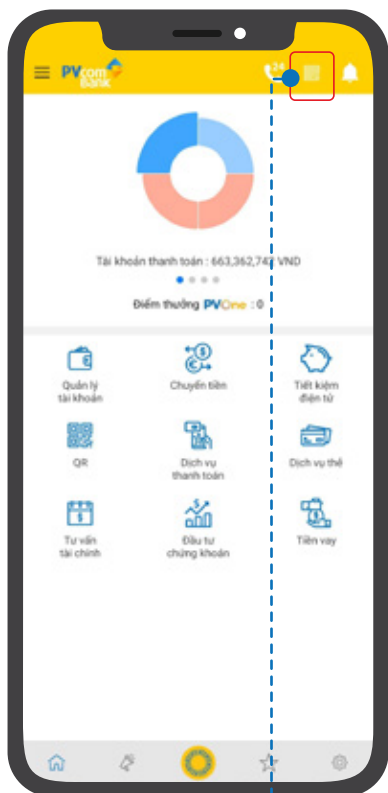 PVcom
Bank
24
Tài khoản thanh toán : 663,362,747 VND
Điểm thưởng PVOne : 0
Quản lý
tài khoản
Chuyển tiền
Tiết kiệm
điện tử
QR
Dịch vụ
thanh toán
Dịch vụ thẻ
Tư vấn
tài chính
Đầu tư
chứng khoán
Tiền vay